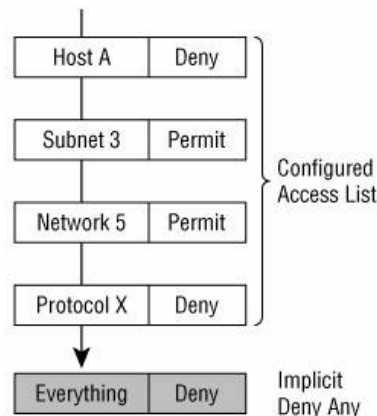 Host A Deny
Subnet 3 Permit
Network 5 Permit
Protocol X Deny
Configured
Access List
Everything Deny
Implicit
Deny Any